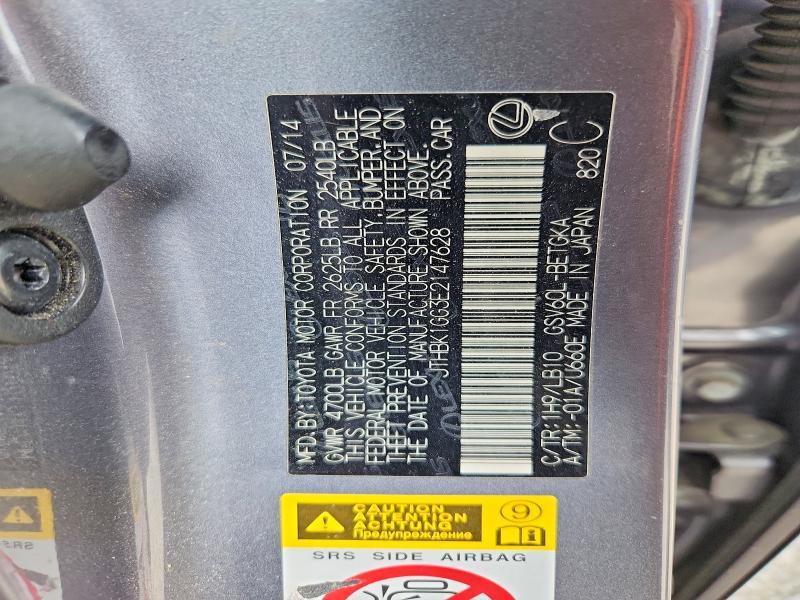 MFD.BY:TOYOTA MOTOR CORPORATION 07/14
GVWR 4700LB GAWR FR 2625LB RR 2540LB
THIS VEHICLE CONFORMS TO ALL APPLICABLE
FEDERAL MOTOR VEHICLE SAFETY,BUMPER,AND
THEFT PREVENTION STANDARDS IN EFFECT ON
THE DATE OF MANUFACTURE SHOWN ABOVE.
JTHBK1GG3E2147628 PASS.CAR
C/TR:1H9/LB10 GSV60L-BETGKA
A/TM:-01A/U660E MADE IN JAPAN 820 C
CAUTION
ATTENTION
ACHTUNG
Предупреждение
9
SRS SIDE AIRBAG